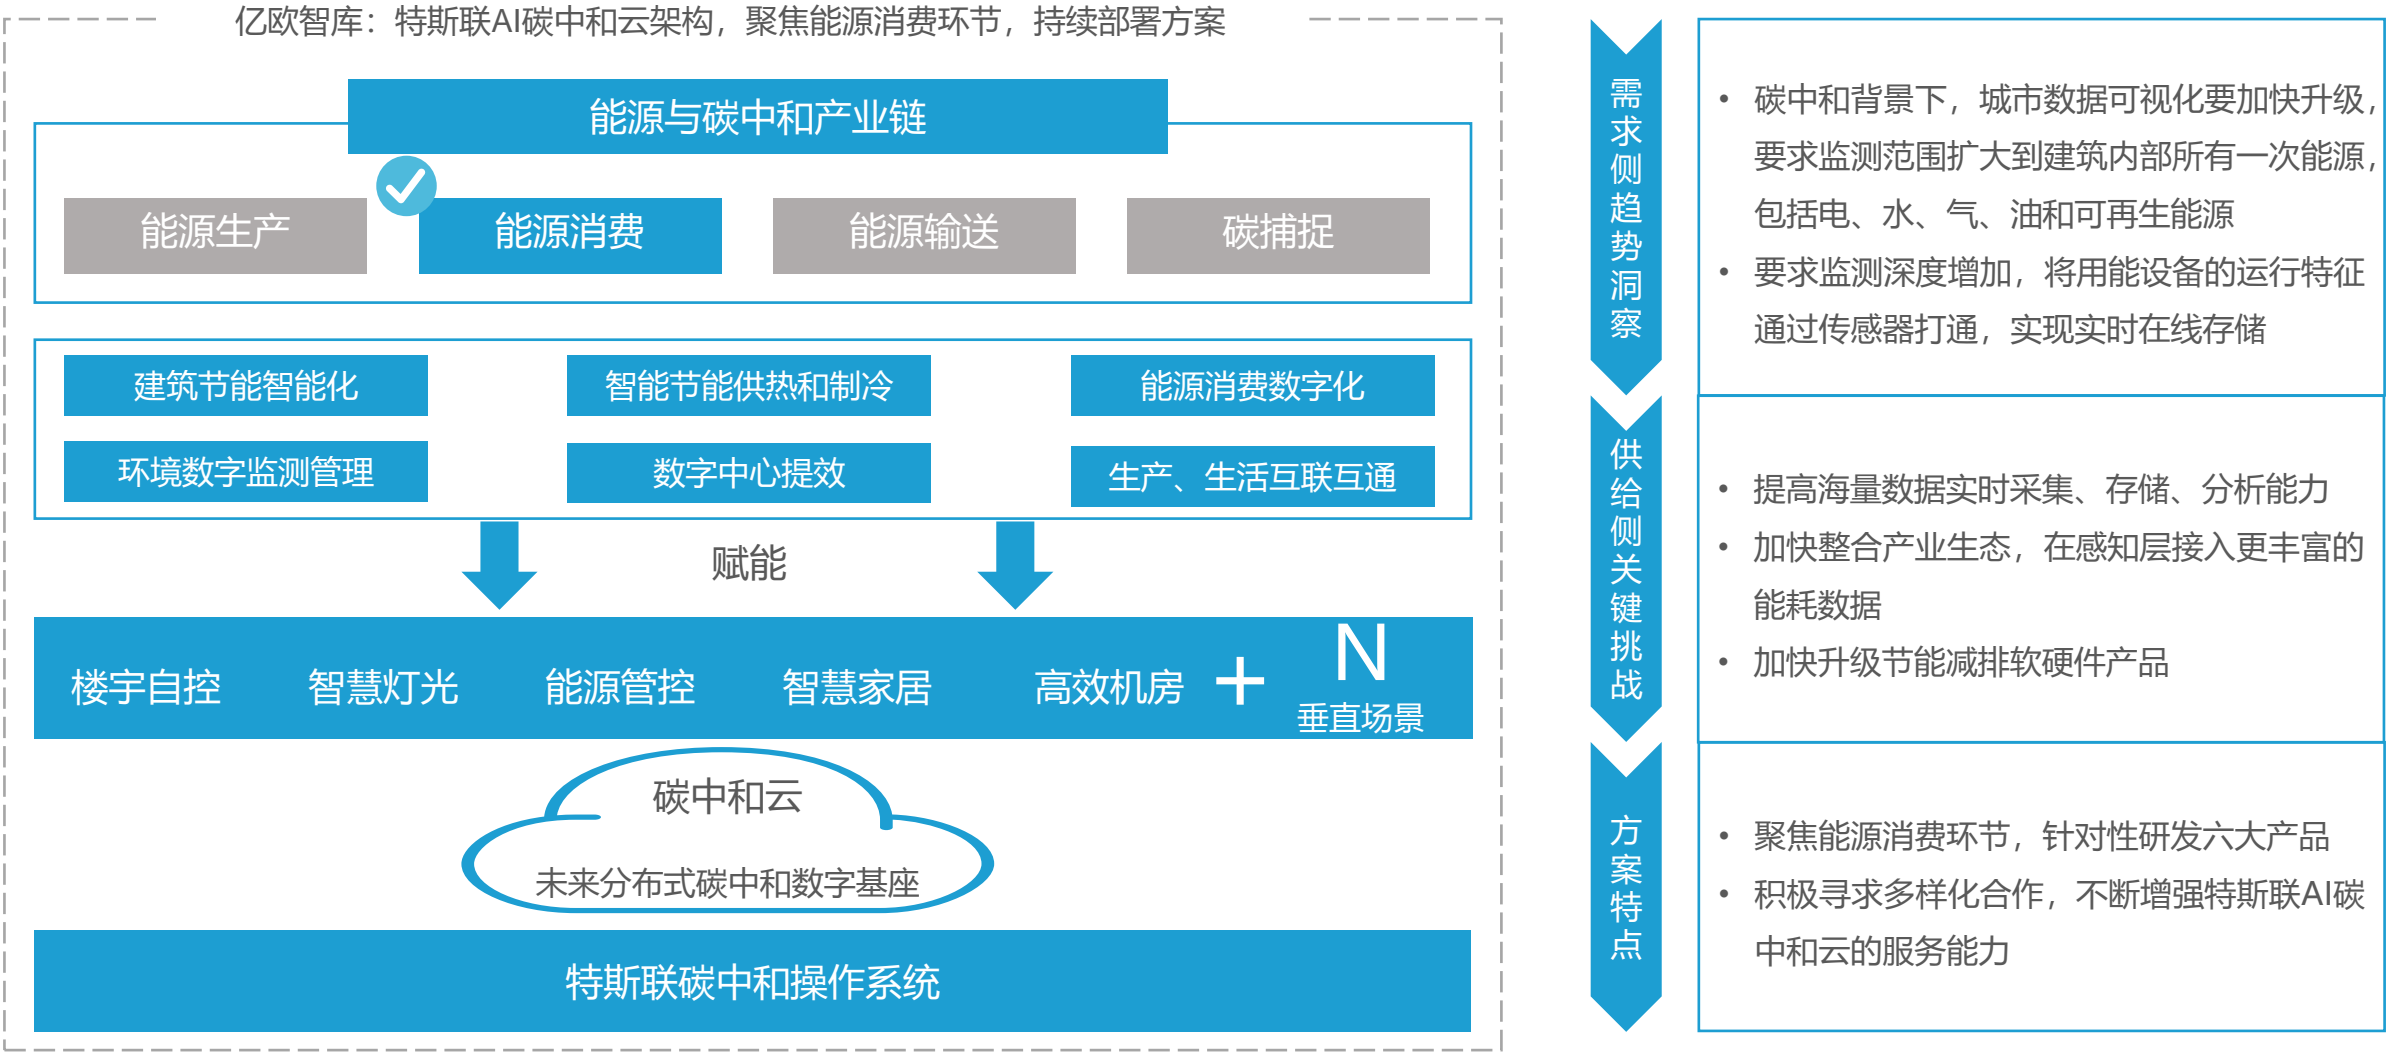 亿欧智库：特斯联AI碳中和云架构，聚焦能源消费环节，持续部署方案
能源与碳中和产业链
能源生产
能源消费
能源输送
碳捕捉
建筑节能智能化
智能节能供热和制冷
能源消费数字化
环境数字监测管理
数字中心提效
生产、生活互联互通
赋能
楼宇自控
智慧灯光
能源管控
智慧家居
高效机房
+
N
垂直场景
碳中和云
未来分布式碳中和数字基座
特斯联碳中和操作系统
需求侧趋势洞察
• 碳中和背景下，城市数据可视化要加快升级，
要求监测范围扩大到建筑内部所有一次能源，
包括电、水、气、油和可再生能源
• 要求监测深度增加，将用能设备的运行特征
通过传感器打通，实现实时在线存储
供给侧关键挑战
• 提高海量数据实时采集、存储、分析能力
• 加快整合产业生态，在感知层接入更丰富的
能耗数据
• 加快升级节能减排软硬件产品
方案特点
• 聚焦能源消费环节，针对性研发六大产品
• 积极寻求多样化合作，不断增强特斯联AI碳
中和云的服务能力